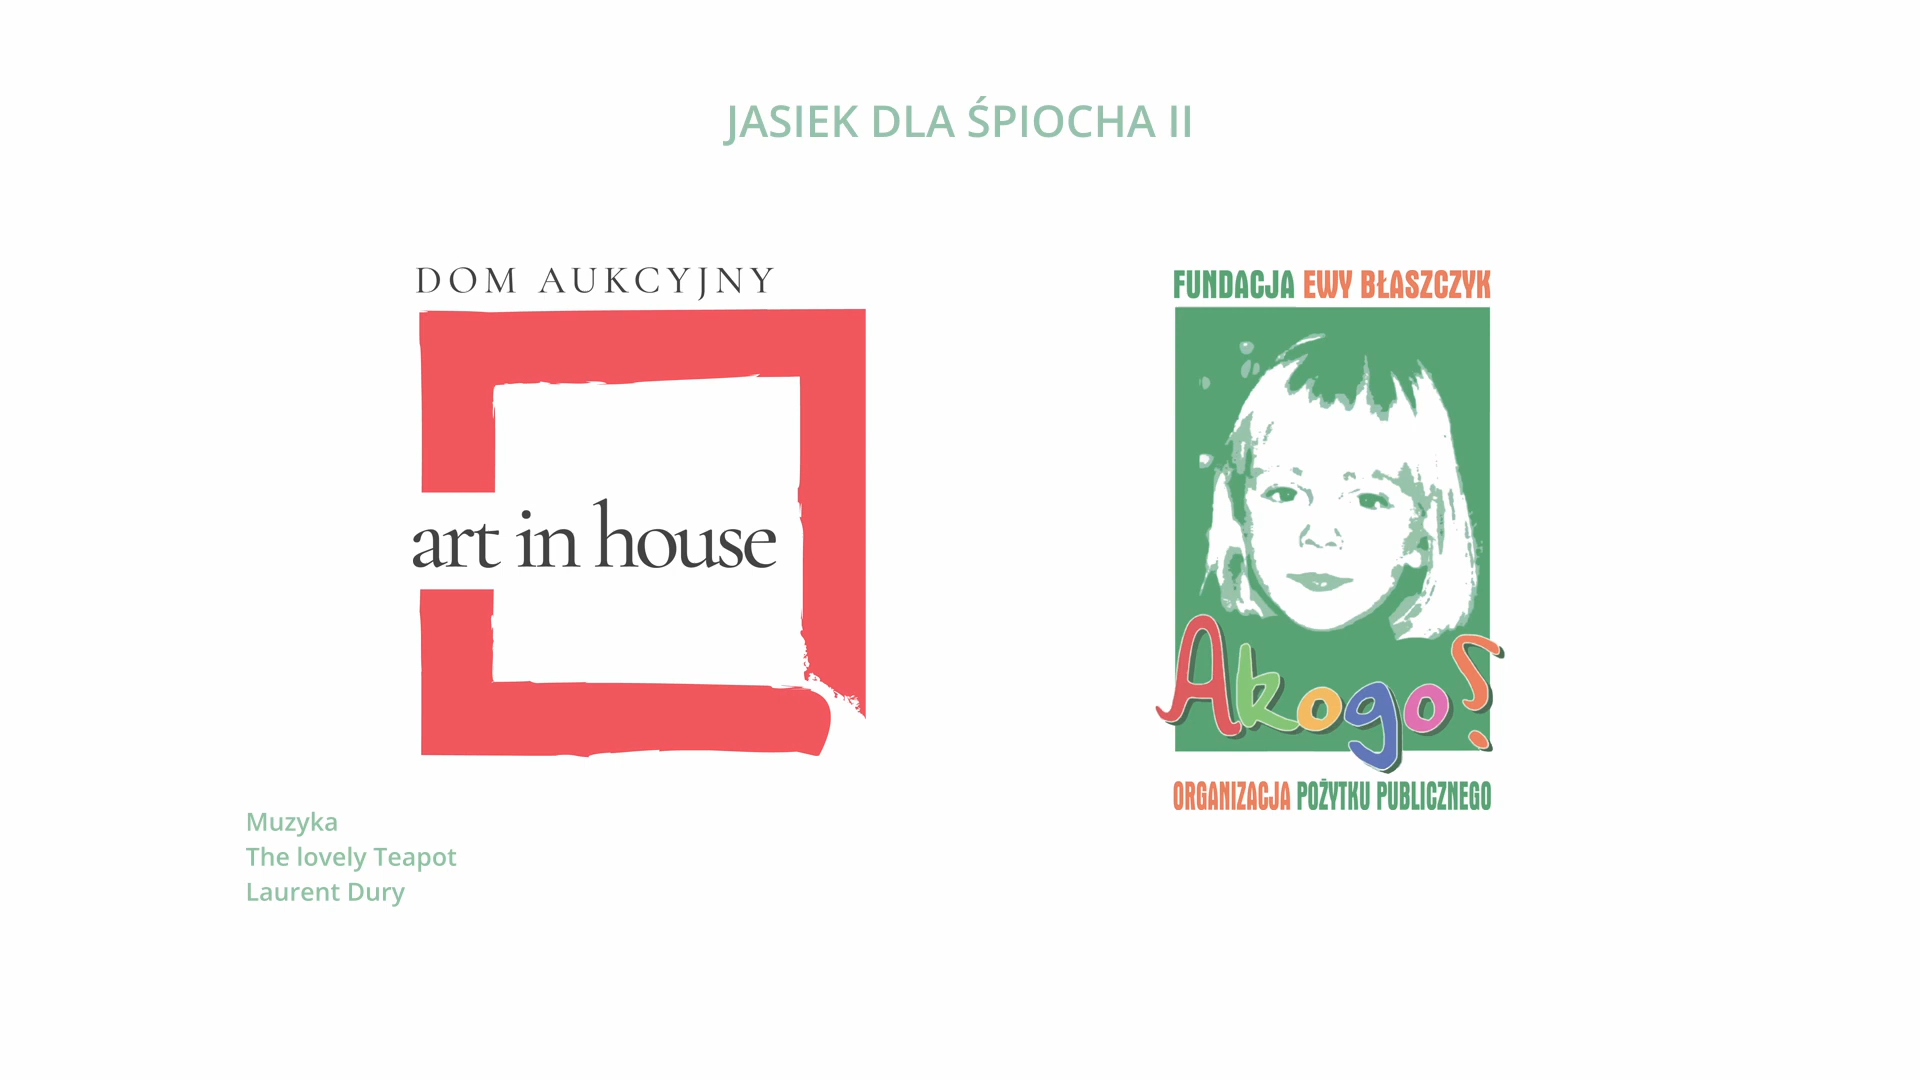 JASIEK DLA ŚPIOCHA II
DOM AUKCYJNY
art in house
FUNDACJA EWY BŁASZCZYK
Akogo?
ORGANIZACJA POŻYTKU PUBLICZNEGO
Muzyka
The lovely Teapot
Laurent Dury